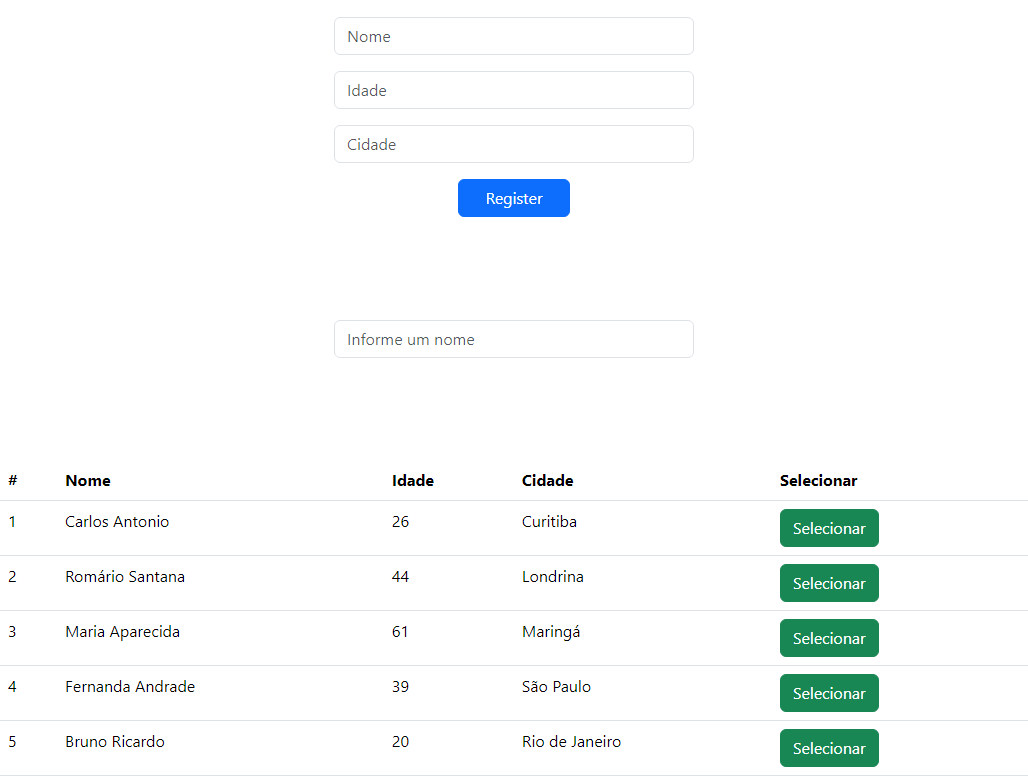 Nome
Idade
Cidade
Register
Informe um nome
# Nome Idade Cidade Selecionar
1 Carlos Antonio 26 Curitiba Selecionar
2 Romário Santana 44 Londrina Selecionar
3 Maria Aparecida 61 Maringá Selecionar
4 Fernanda Andrade 39 São Paulo Selecionar
5 Bruno Ricardo 20 Rio de Janeiro Selecionar